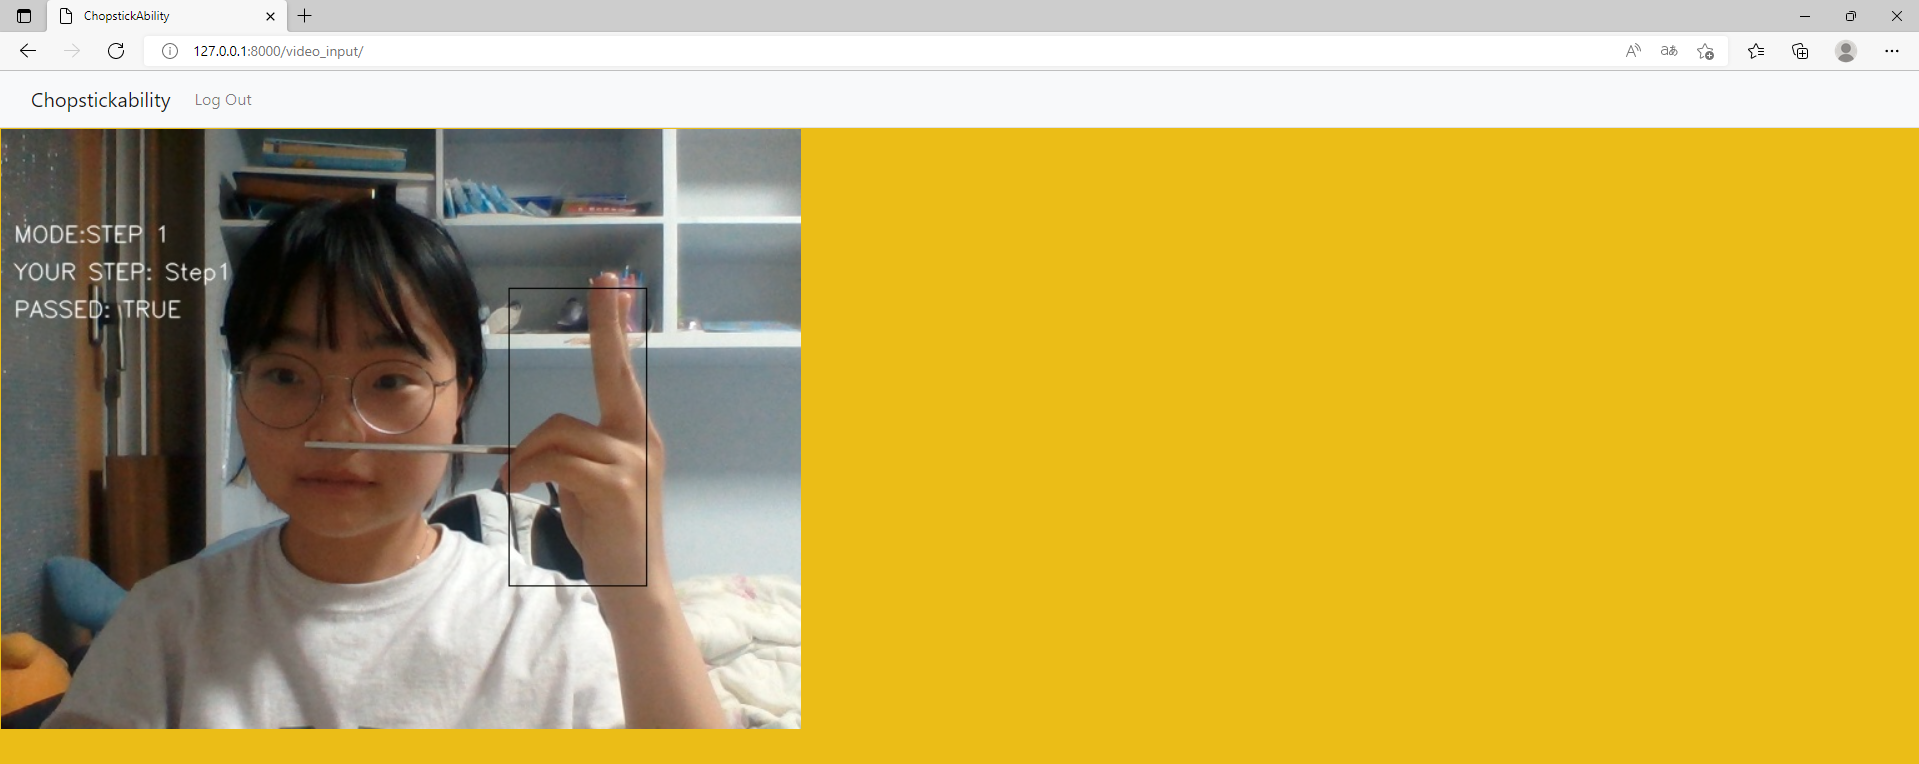 ChopstickAbility
127.0.0.1:8000/video_input/
Chopstickability Log Out
MODE:STEP 1
YOUR STEP: Step1
PASSED: TRUE